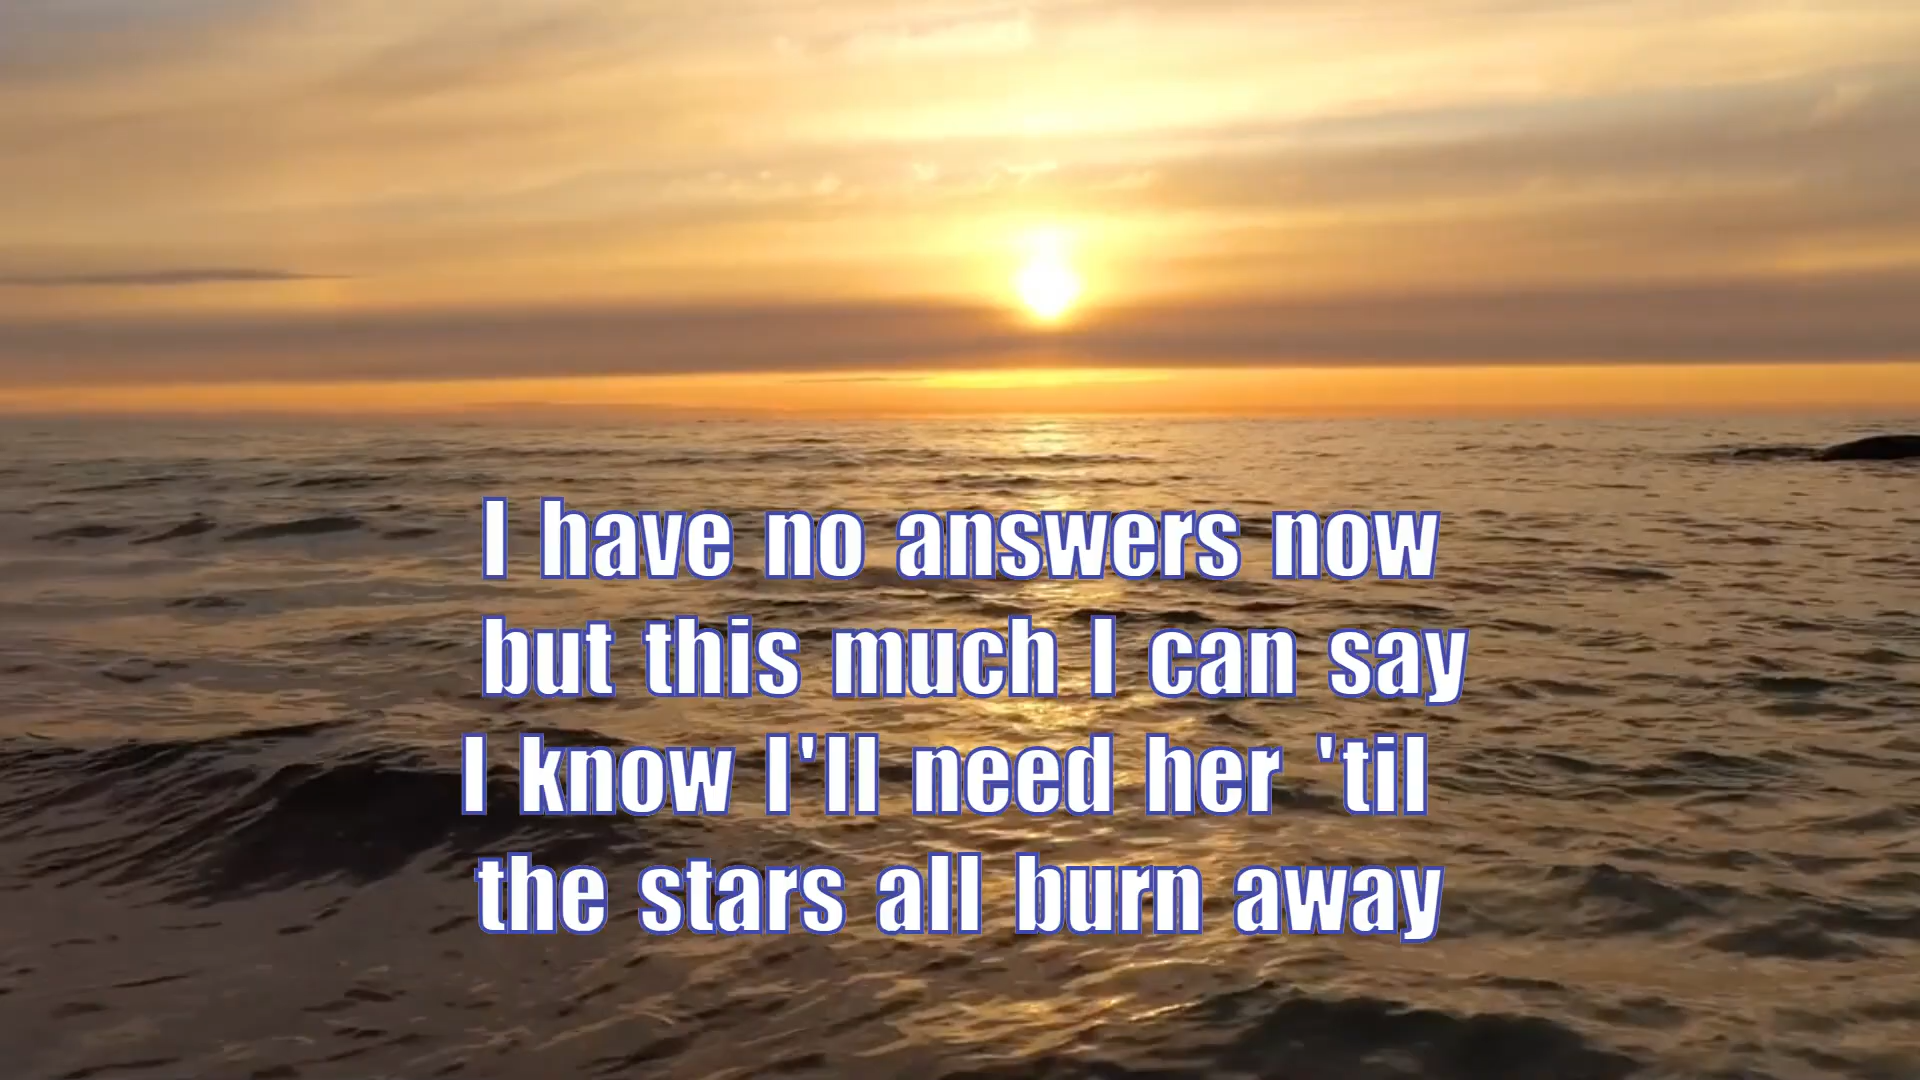 I have no answers now
but this much I can say
I know I'll need her 'til
the stars all burn away